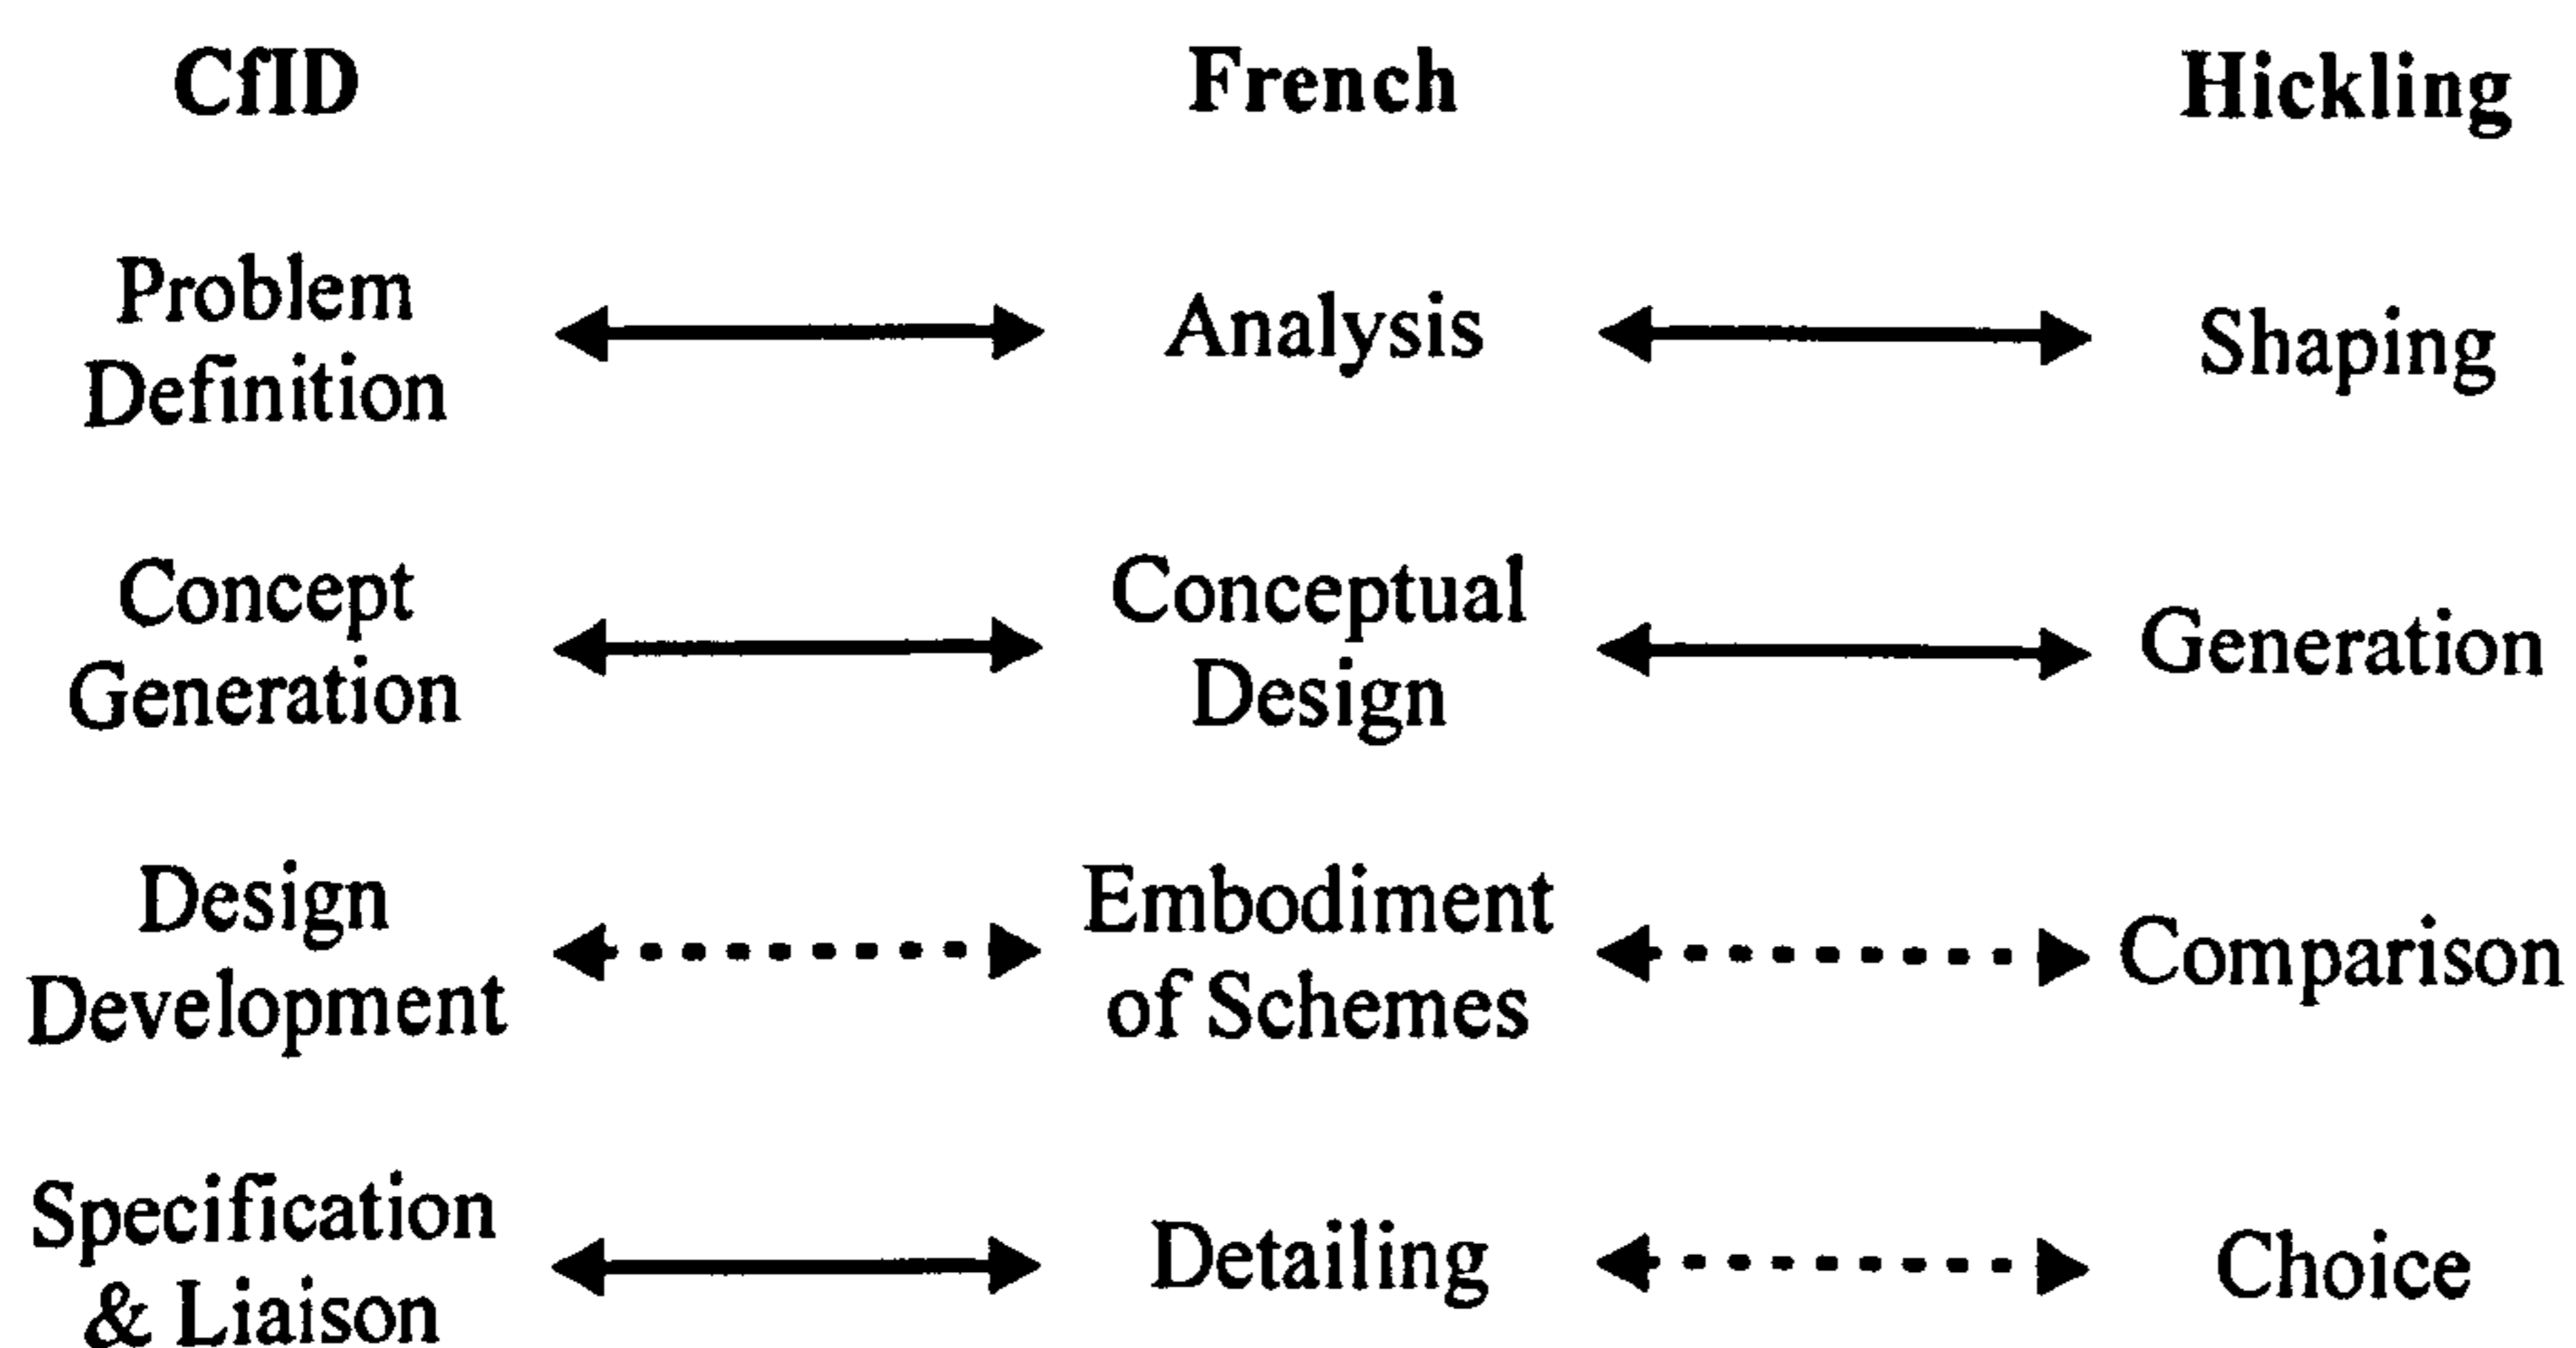 CfID French Hickling
Problem
Definition
Analysis
Shaping
Concept
Generation
Conceptual
Design
Generation
Design
Development
Embodiment
of Schemes
Comparison
Specification
& Liaison
Detailing
Choice